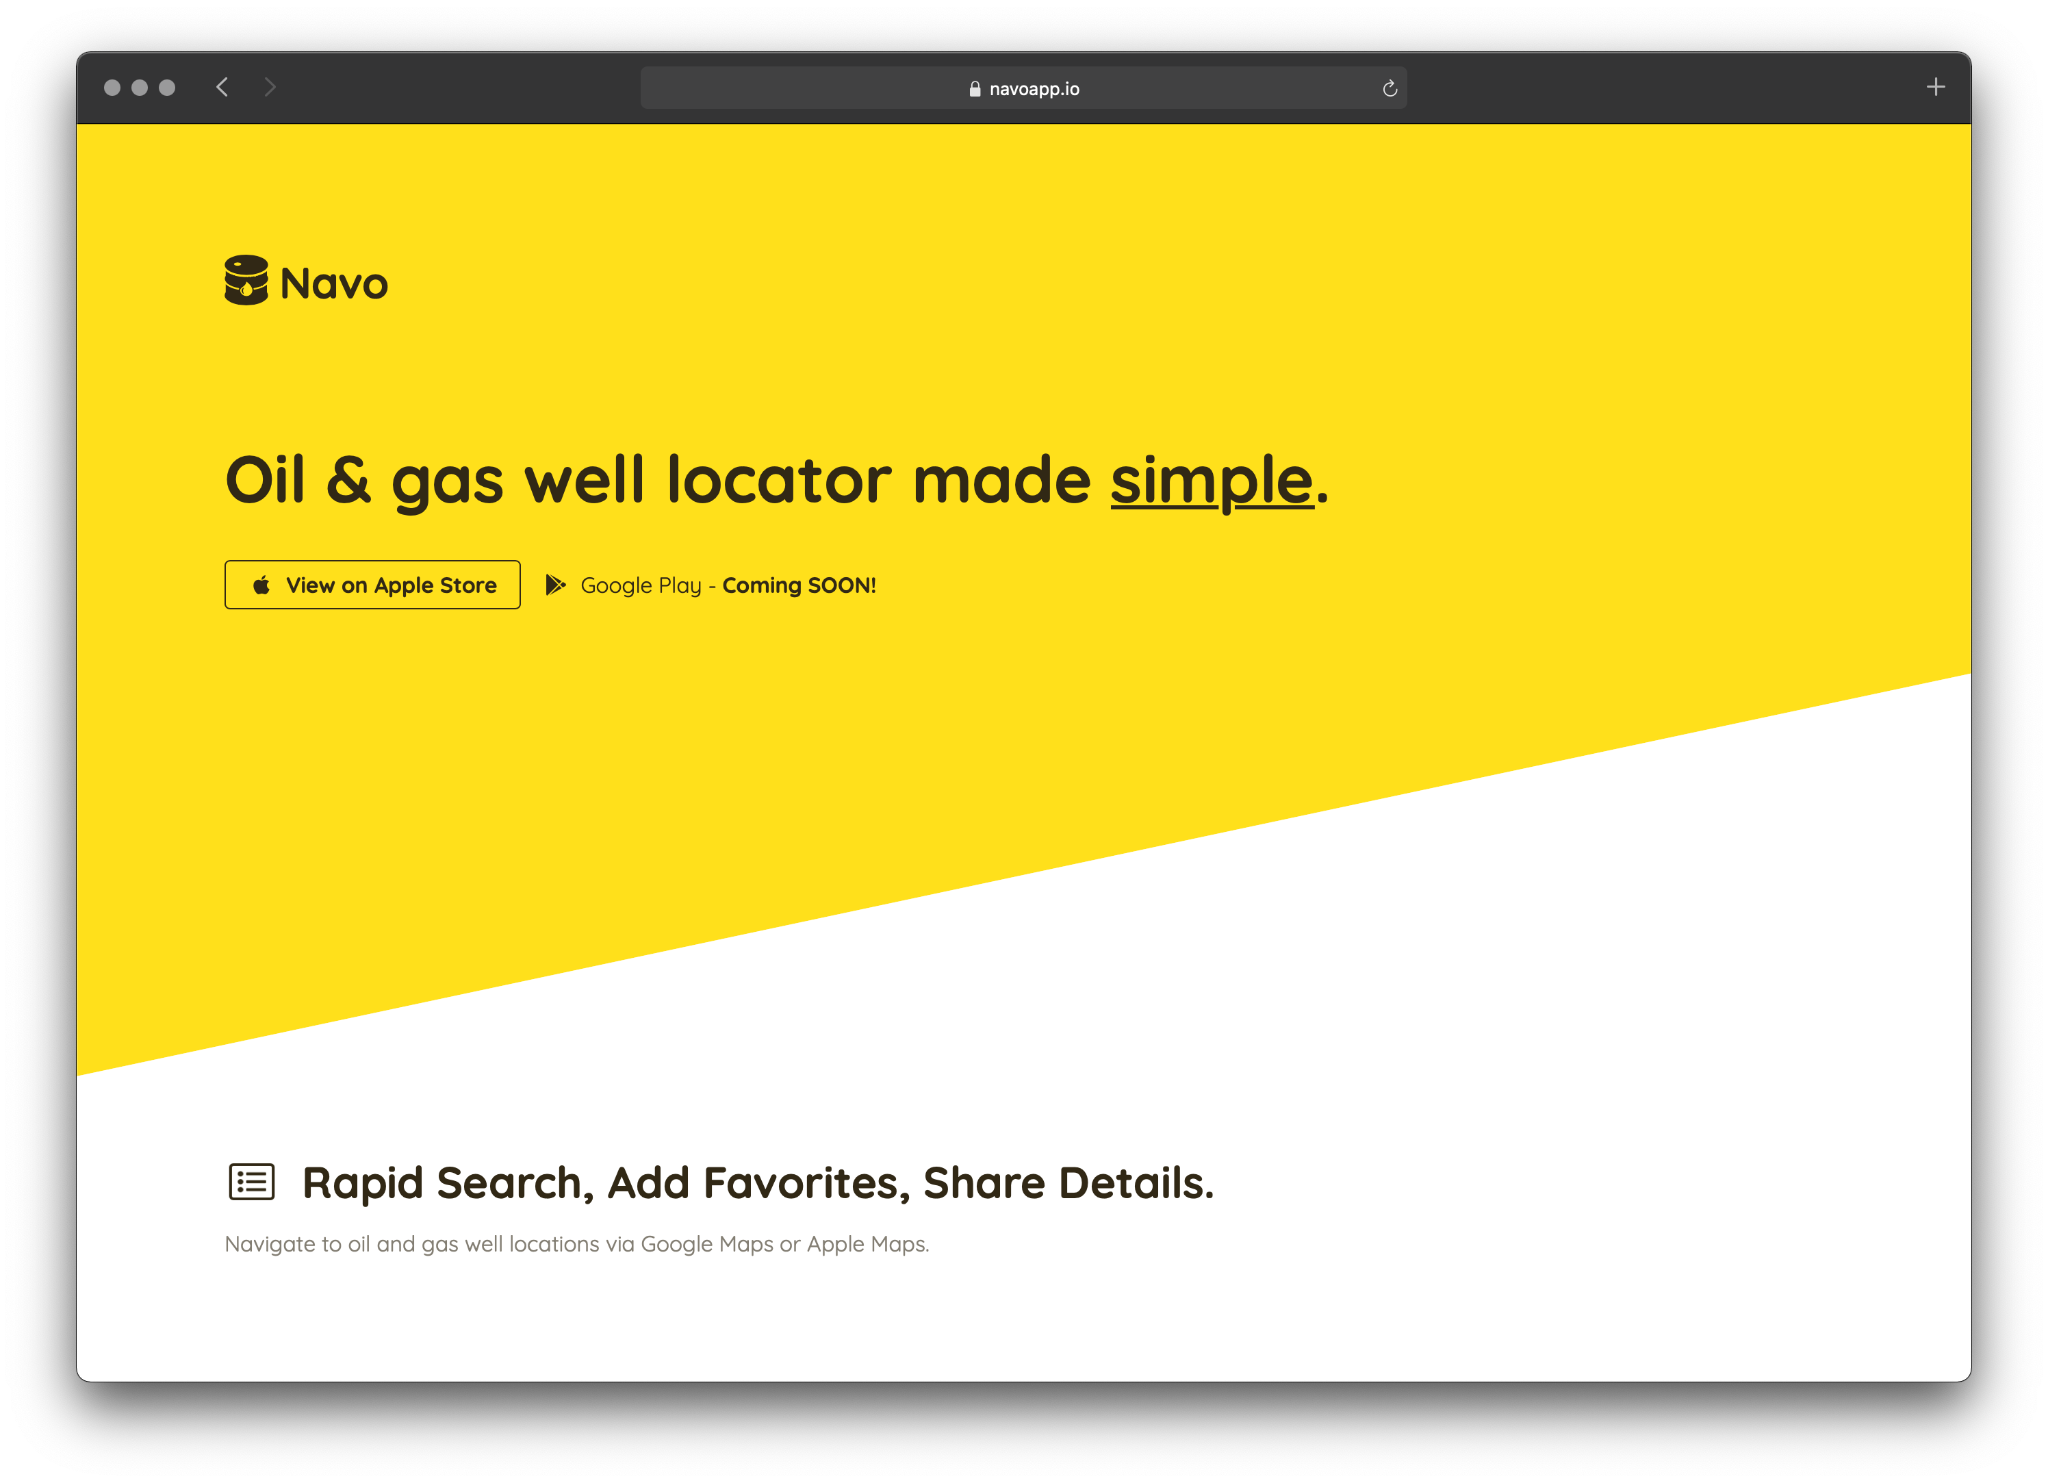 navoapp.io
Navo
Oil & gas well locator made simple.
View on Apple Store
Google Play - Coming SOON!
Rapid Search, Add Favorites, Share Details.
Navigate to oil and gas well locations via Google Maps or Apple Maps.